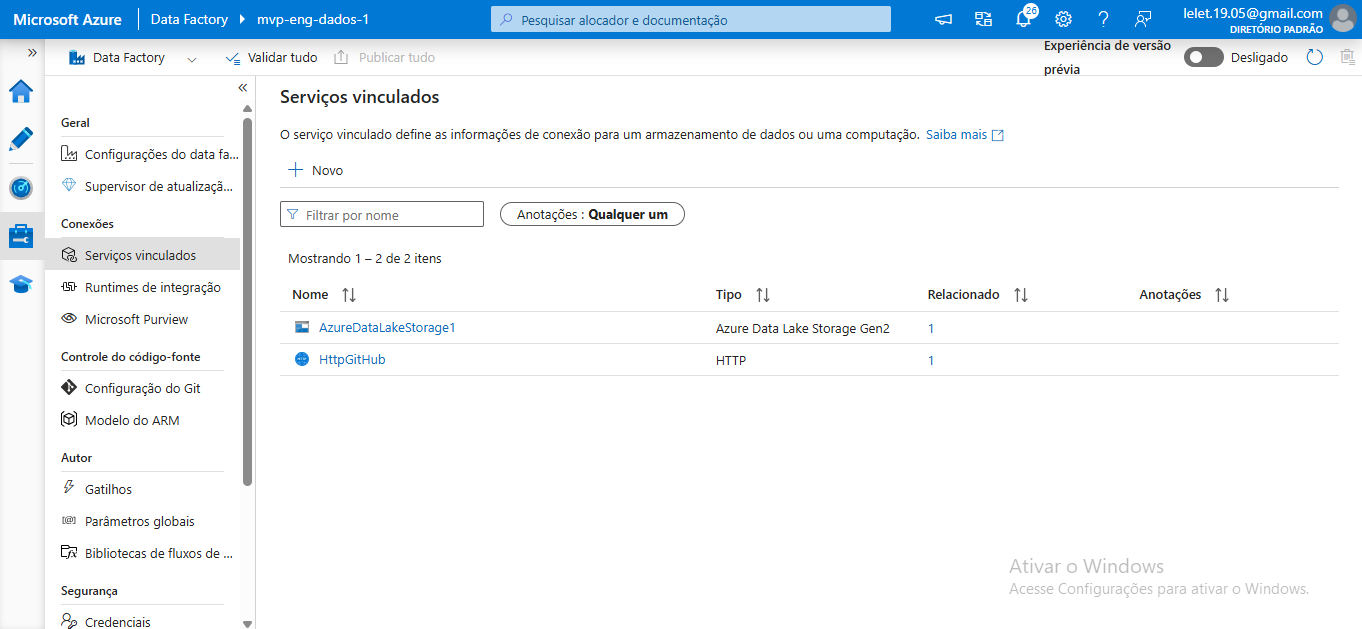 Microsoft Azure
Data Factory
mvp-eng-dados-1
Pesquisar alocador e documentação
26
lelet.19.05@gmail.com
DIRETÓRIO PADRÃO
Data Factory
Validar tudo
Publicar tudo
Experiência de versão
prévia
Desligado
Geral
Configurações do data fa...
Supervisor de atualizaçã...
Conexões
Serviços vinculados
Runtimes de integração
Microsoft Purview
Controle do código-fonte
Configuração do Git
Modelo do ARM
Autor
Gatilhos
Parâmetros globais
Bibliotecas de fluxos de ...
Segurança
Credenciais
Serviços vinculados
O serviço vinculado define as informações de conexão para um armazenamento de dados ou uma computação. Saiba mais
Novo
Filtrar por nome
Anotações : Qualquer um
Mostrando 1 – 2 de 2 itens
Nome Tipo Relacionado Anotações
AzureDataLakeStorage1 Azure Data Lake Storage Gen2 1
HttpGitHub HTTP 1
Ativar o Windows
Acesse Configurações para ativar o Windows.